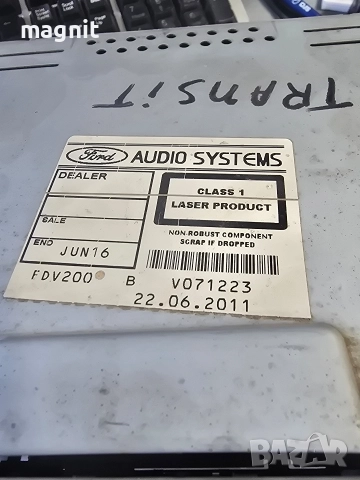 magnit
TRANSIT
Ford AUDIO SYSTEMS
DEALER
SALE
END JUN16
CLASS 1
LASER PRODUCT
NON-ROBUST COMPONENT
SCRAP IF DROPPED
FDV200 B V071223
22.06.2011
BAZAR